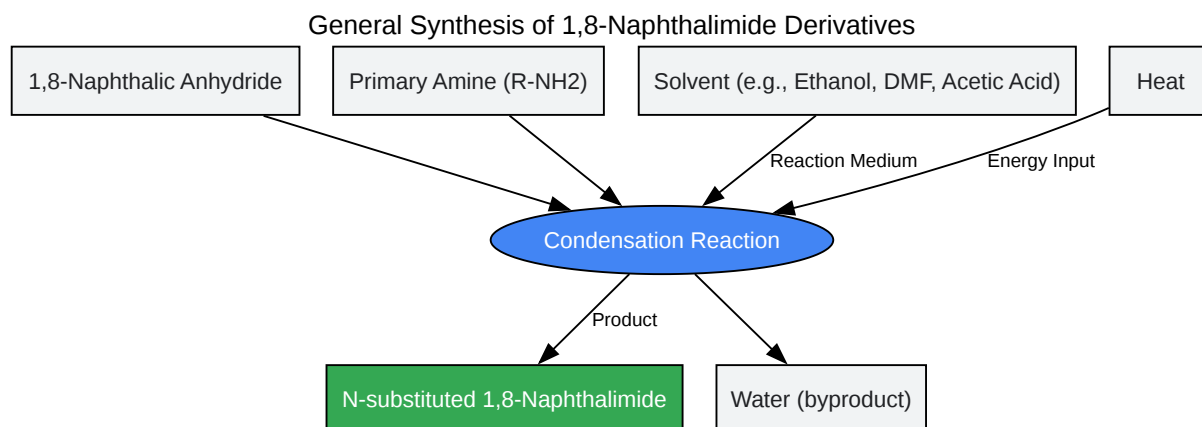 General Synthesis of 1,8-Naphthalimide Derivatives
1,8-Naphthalic Anhydride
Primary Amine (R-NH2)
Solvent (e.g., Ethanol, DMF, Acetic Acid)
Heat
Reaction Medium
Energy Input
Condensation Reaction
Product
N-substituted 1,8-Naphthalimide
Water (byproduct)